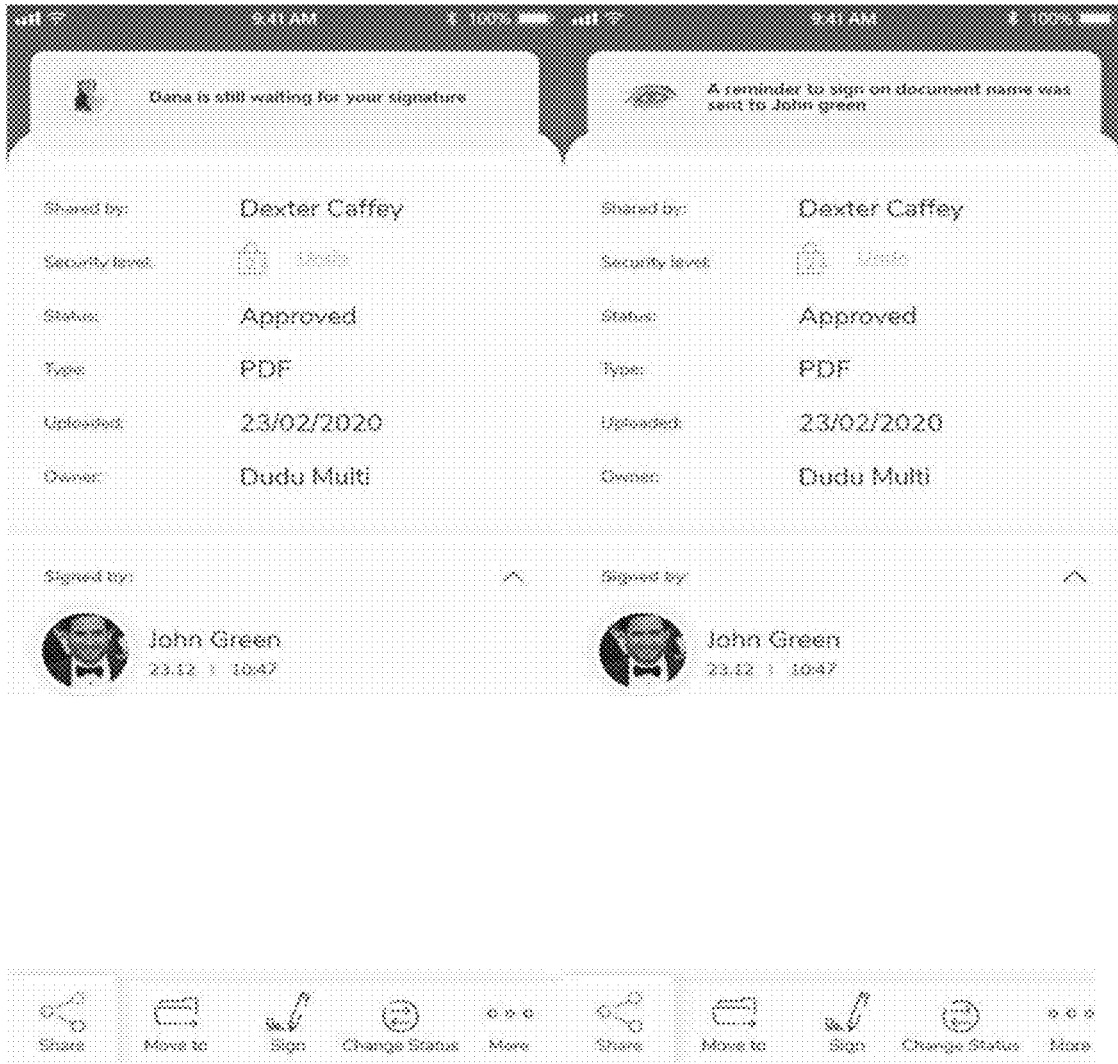 9:41 AM 100%
Dana is still waiting for your signature
Shared by: Dexter Caffey
Security level: 2
Status: Approved
Type: PDF
Uploaded: 23/02/2020
Owner: Dudu Multi
Signed by:
John Green
23.12 | 10:47
Share Move to Sign Change Status More
9:41 AM 100%
A reminder to sign on document name was
sent to John green
Shared by: Dexter Caffey
Security level: 2
Status: Approved
Type: PDF
Uploaded: 23/02/2020
Owner: Dudu Multi
Signed by:
John Green
23.12 | 10:47
Share Move to Sign Change Status More